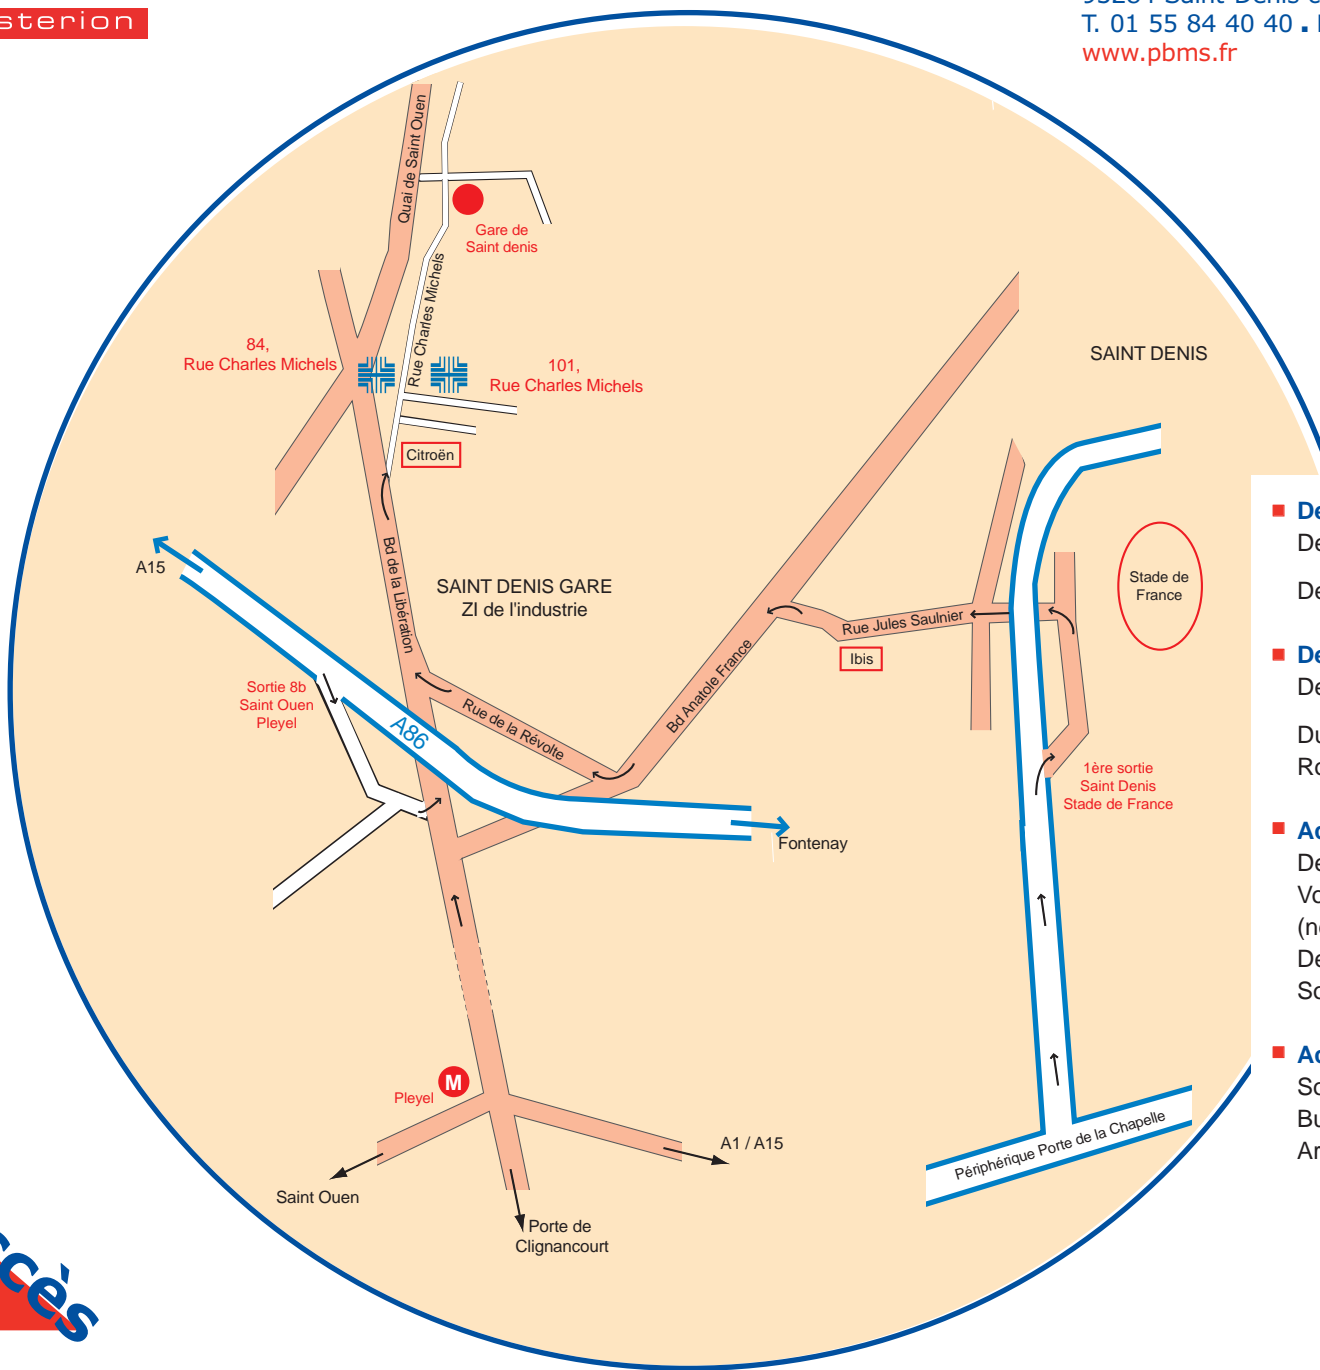 sterion
T. 01 55 84 40 40
www.pbms.fr
Quai de Saint Ouen
Gare de
Saint denis
Rue Charles Michels
84,
Rue Charles Michels
101,
Rue Charles Michels
SAINT DENIS
Citroën
A15
Bd de la Libération
SAINT DENIS GARE
ZI de l'industrie
Stade de
France
Rue Jules Saulnier
Ibis
Bd Anatole France
Sortie 8b
Saint Ouen
Pleyel
A86
Rue de la Révolte
1ère sortie
Saint Denis
Stade de France
Fontenay
M
Pleyel
A1 / A15
Périphérique Porte de la Chapelle
Saint Ouen
Porte de
Clignancourt
ccès